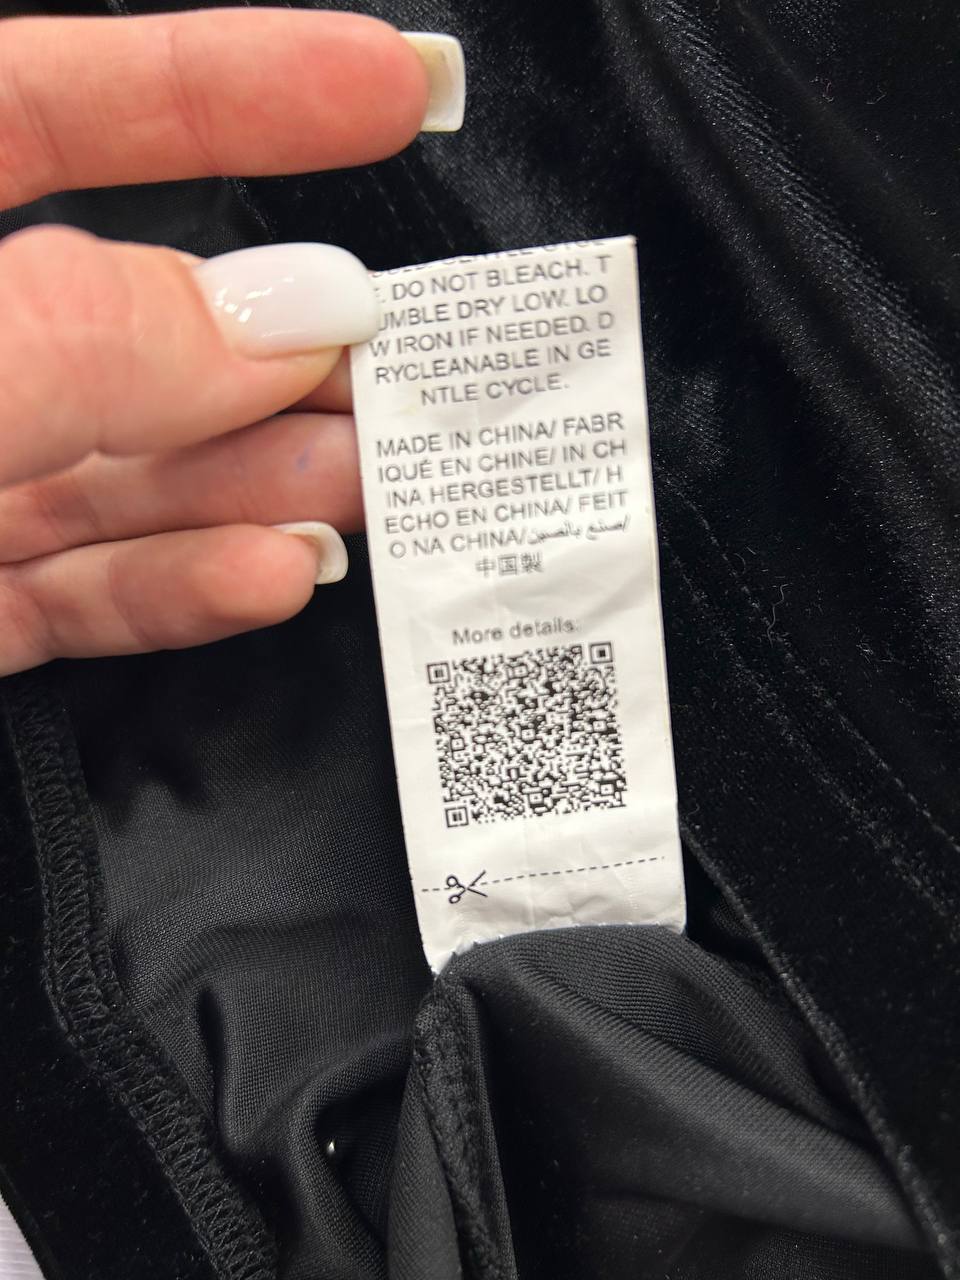 . DO NOT BLEACH. T
UMBLE DRY LOW. LO
W IRON IF NEEDED. D
RYCLEANABLE IN GE
NTLE CYCLE.
MADE IN CHINA/ FABR
IQUÉ EN CHINE/ IN CH
INA HERGESTELLT/ H
ECHO EN CHINA/ FEIT
O NA CHINA/صنع بالصين/
中国製
More details: